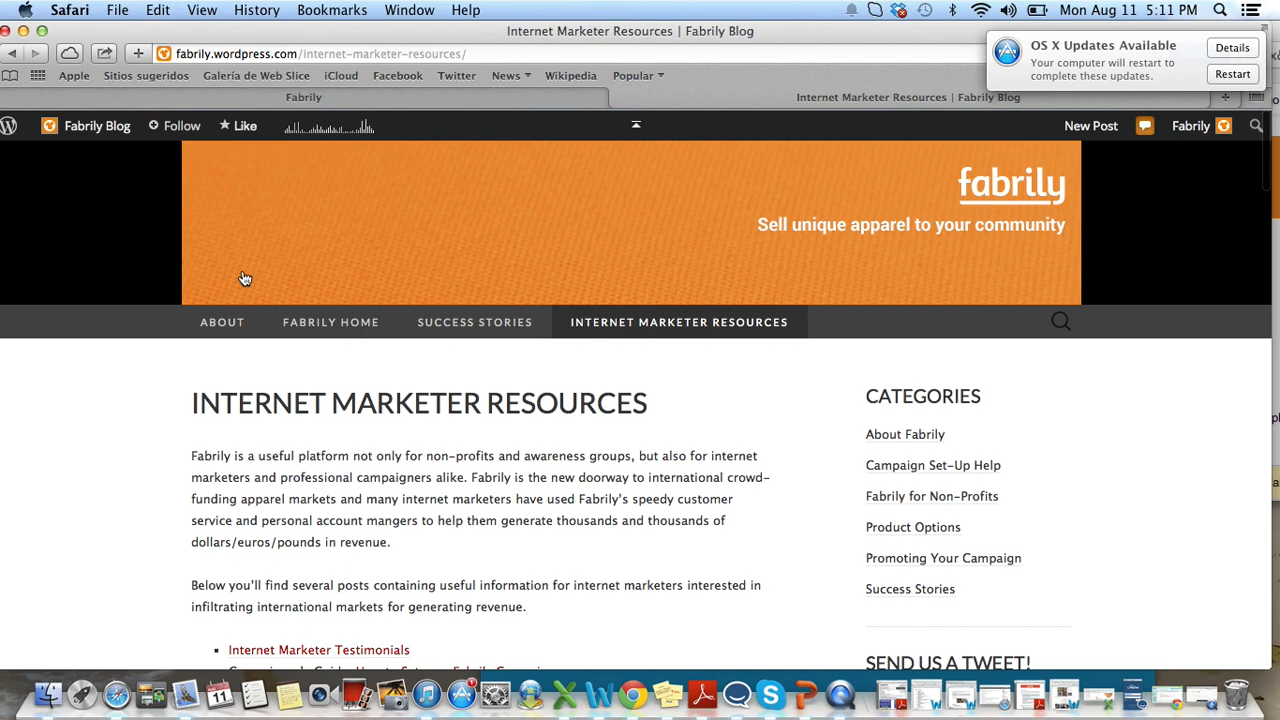 Safari File Edit View History Bookmarks Window Help Mon Aug 11 5:11 PM
Internet Marketer Resources | Fabrily Blog
OS X Updates Available
Your computer will restart to complete these updates.
Details
Restart
fabrily.wordpress.com/internet-marketer-resources/
Apple Sitios sugeridos Galería de Web Slice iCloud Facebook Twitter News Wikipedia Popular
Fabrily Internet Marketer Resources | Fabrily Blog
Fabrily Blog Follow Like New Post Fabrily
fabrily
Sell unique apparel to your community
ABOUT FABRILY HOME SUCCESS STORIES INTERNET MARKETER RESOURCES
INTERNET MARKETER RESOURCES
Fabrily is a useful platform not only for non-profits and awareness groups, but also for internet
marketers and professional campaigners alike. Fabrily is the new doorway to international crowd-
funding apparel markets and many internet marketers have used Fabrily's speedy customer
service and personal account mangers to help them generate thousands and thousands of
dollars/euros/pounds in revenue.
Below you'll find several posts containing useful information for internet marketers interested in
infiltrating international markets for generating revenue.
Internet Marketer Testimonials
CATEGORIES
About Fabrily
Campaign Set-Up Help
Fabrily for Non-Profits
Product Options
Promoting Your Campaign
Success Stories
SEND US A TWEET!